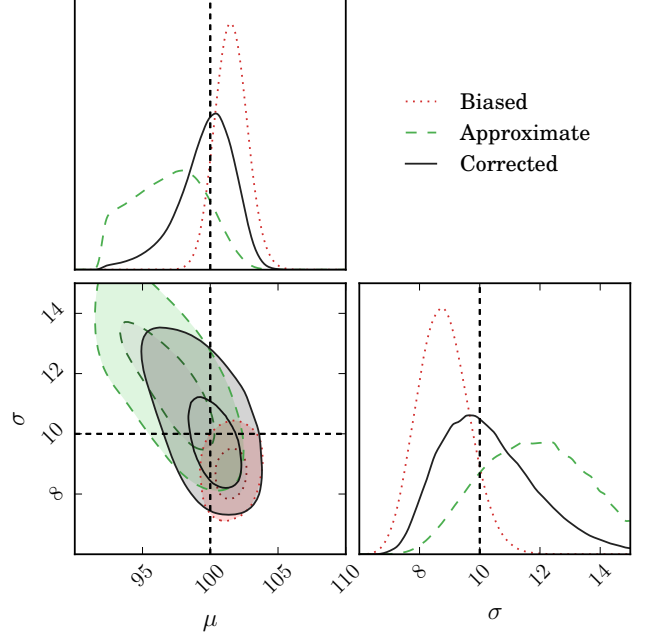 Biased
Approximate
Corrected
14
12
10
8
σ
95
100
105
110
μ
8
10
12
14
σ